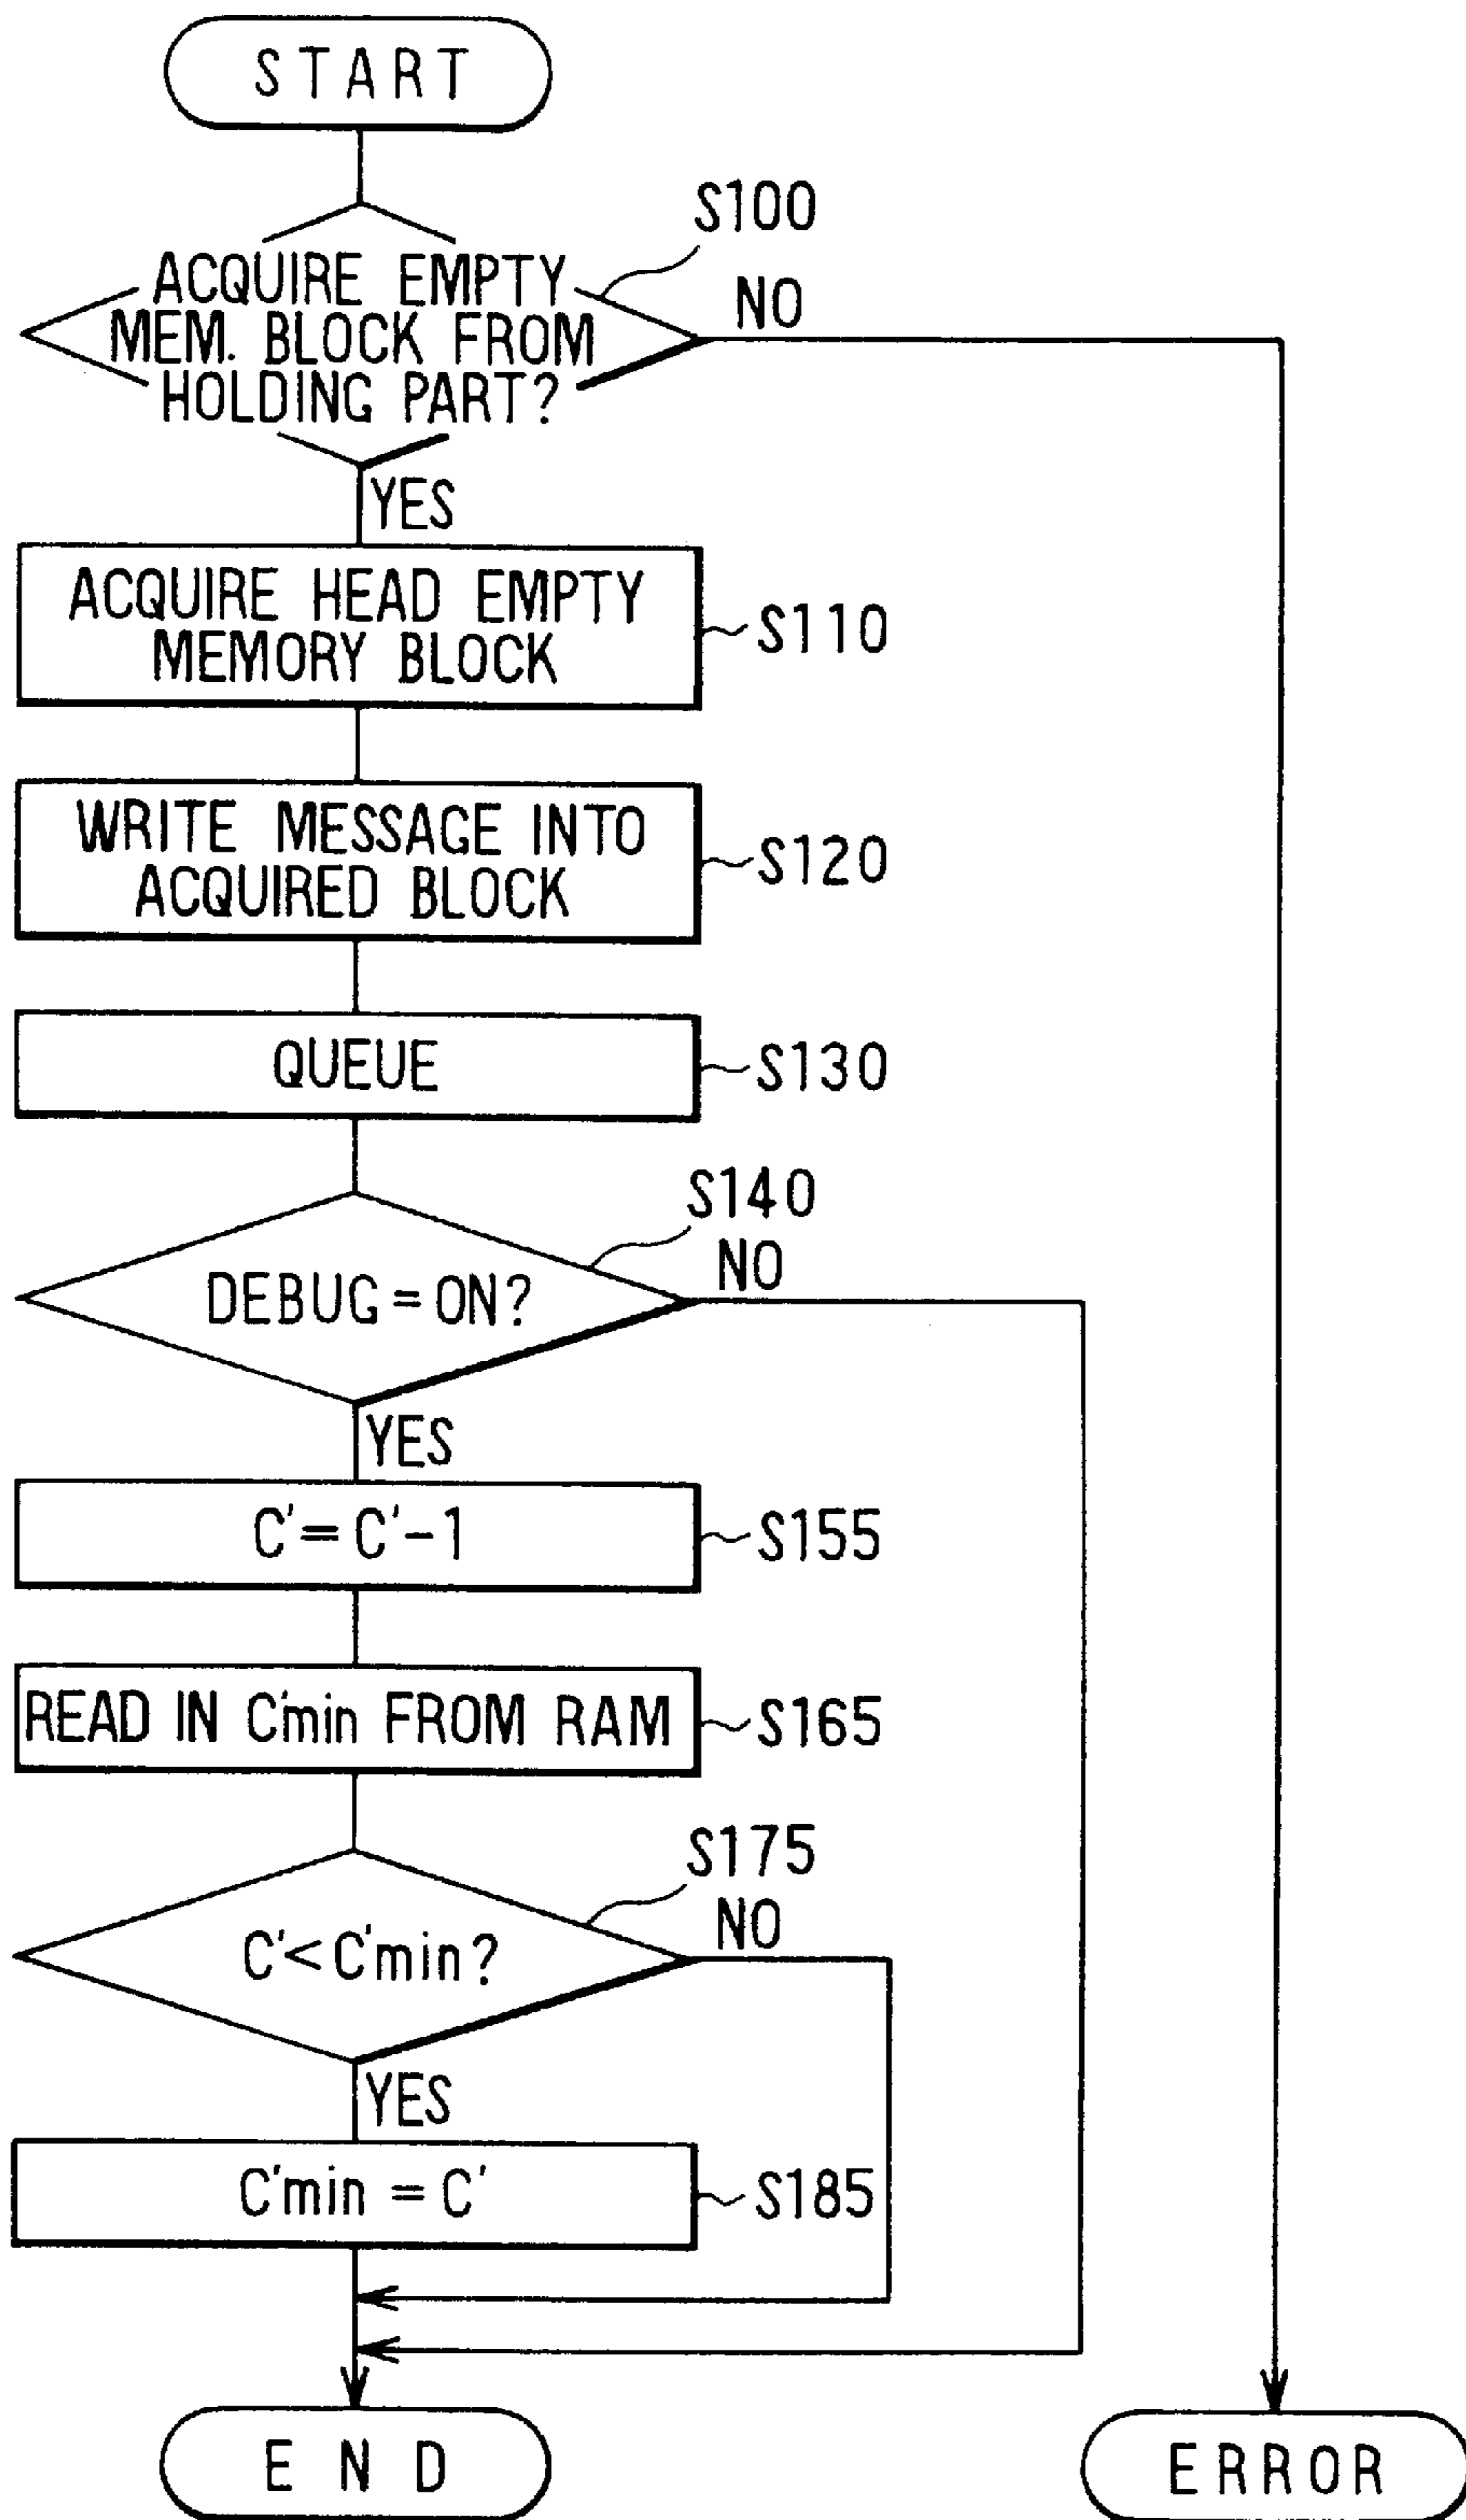 START
S100
ACQUIRE EMPTY
NO
MEM. BLOCK FROM
HOLDING PART?
YES
ACQUIRE HEAD EMPTY
MEMORY BLOCK
S110
WRITE MESSAGE INTO
ACQUIRED BLOCK
S120
QUEUE
S130
S140
NO
DEBUG = ON?
YES
C' = C' - 1
S155
READ IN C'min FROM RAM
S165
S175
NO
C' < C'min?
YES
C'min = C'
S185
END
ERROR